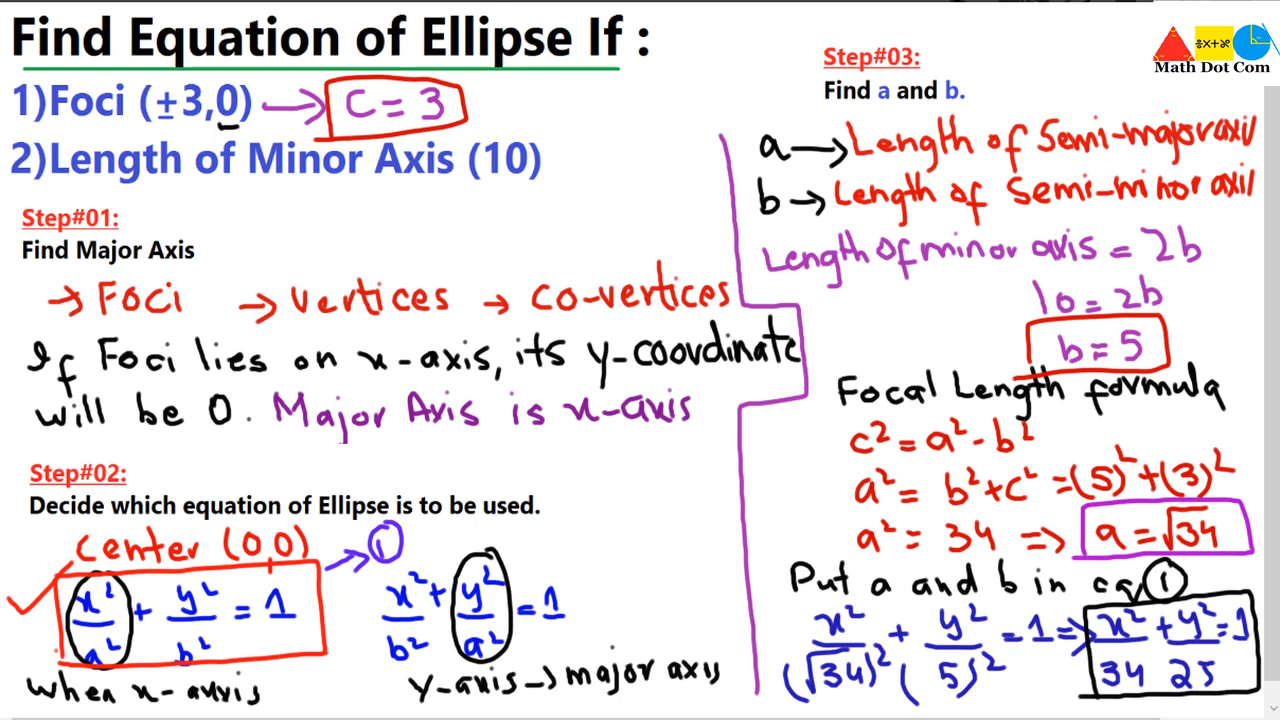 Find Equation of Ellipse If :
1)Foci (±3,0) → C = 3
2)Length of Minor Axis (10)
Step#01:
Find Major Axis
→ Foci → vertices → co-vertices
If Foci lies on x-axis, its y-coordinate
will be 0. Major Axis is x-axis
Step#02:
Decide which equation of Ellipse is to be used.
center (0,0) → ①
x²/a² + y²/b² = 1
x²/b² + y²/a² = 1
when x-axis
y-axis → major axis
÷x+x
Math Dot Com
Step#03:
Find a and b.
a → Length of Semi-major axis
b → Length of Semi-minor axis
Length of minor axis = 2b
10 = 2b
b = 5
Focal Length formula
c² = a² - b²
a² = b² + c² = (5)² + (3)²
a² = 34 => a = √34
Put a and b in eq ①
x²/(√34)² + y²/(5)² = 1 => x²/34 + y²/25 = 1